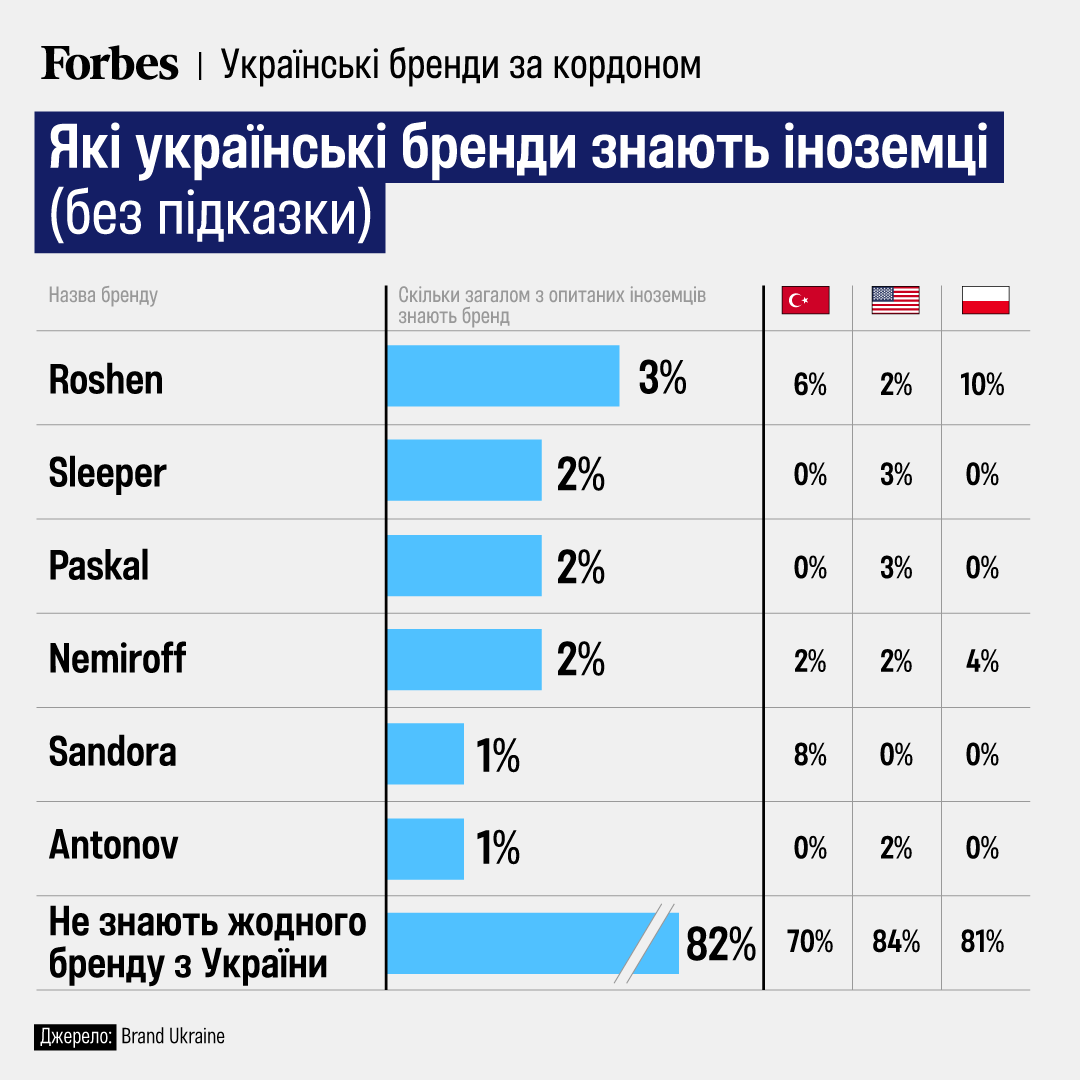 Forbes | Українські бренди за кордоном
Які українські бренди знають іноземці
(без підказки)
Назва бренду
Скільки загалом з опитаних іноземців
знають бренд
Roshen 3% 6% 2% 10%
Sleeper 2% 0% 3% 0%
Paskal 2% 0% 3% 0%
Nemiroff 2% 2% 2% 4%
Sandora 1% 8% 0% 0%
Antonov 1% 0% 2% 0%
Не знають жодного
бренду з України 82% 70% 84% 81%
Джерело: Brand Ukraine